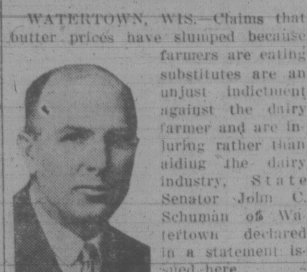 WATERTOWN, WIS.—Claims that
butter prices have slumped because
farmers are eating
substitutes are an
unjust indictment
against the dairy
farmer and are in-
juring rather than
aiding the dairy
industry, State
Senator John C.
Schuman of Wa-
tertown declared
in a statement is-
sued here